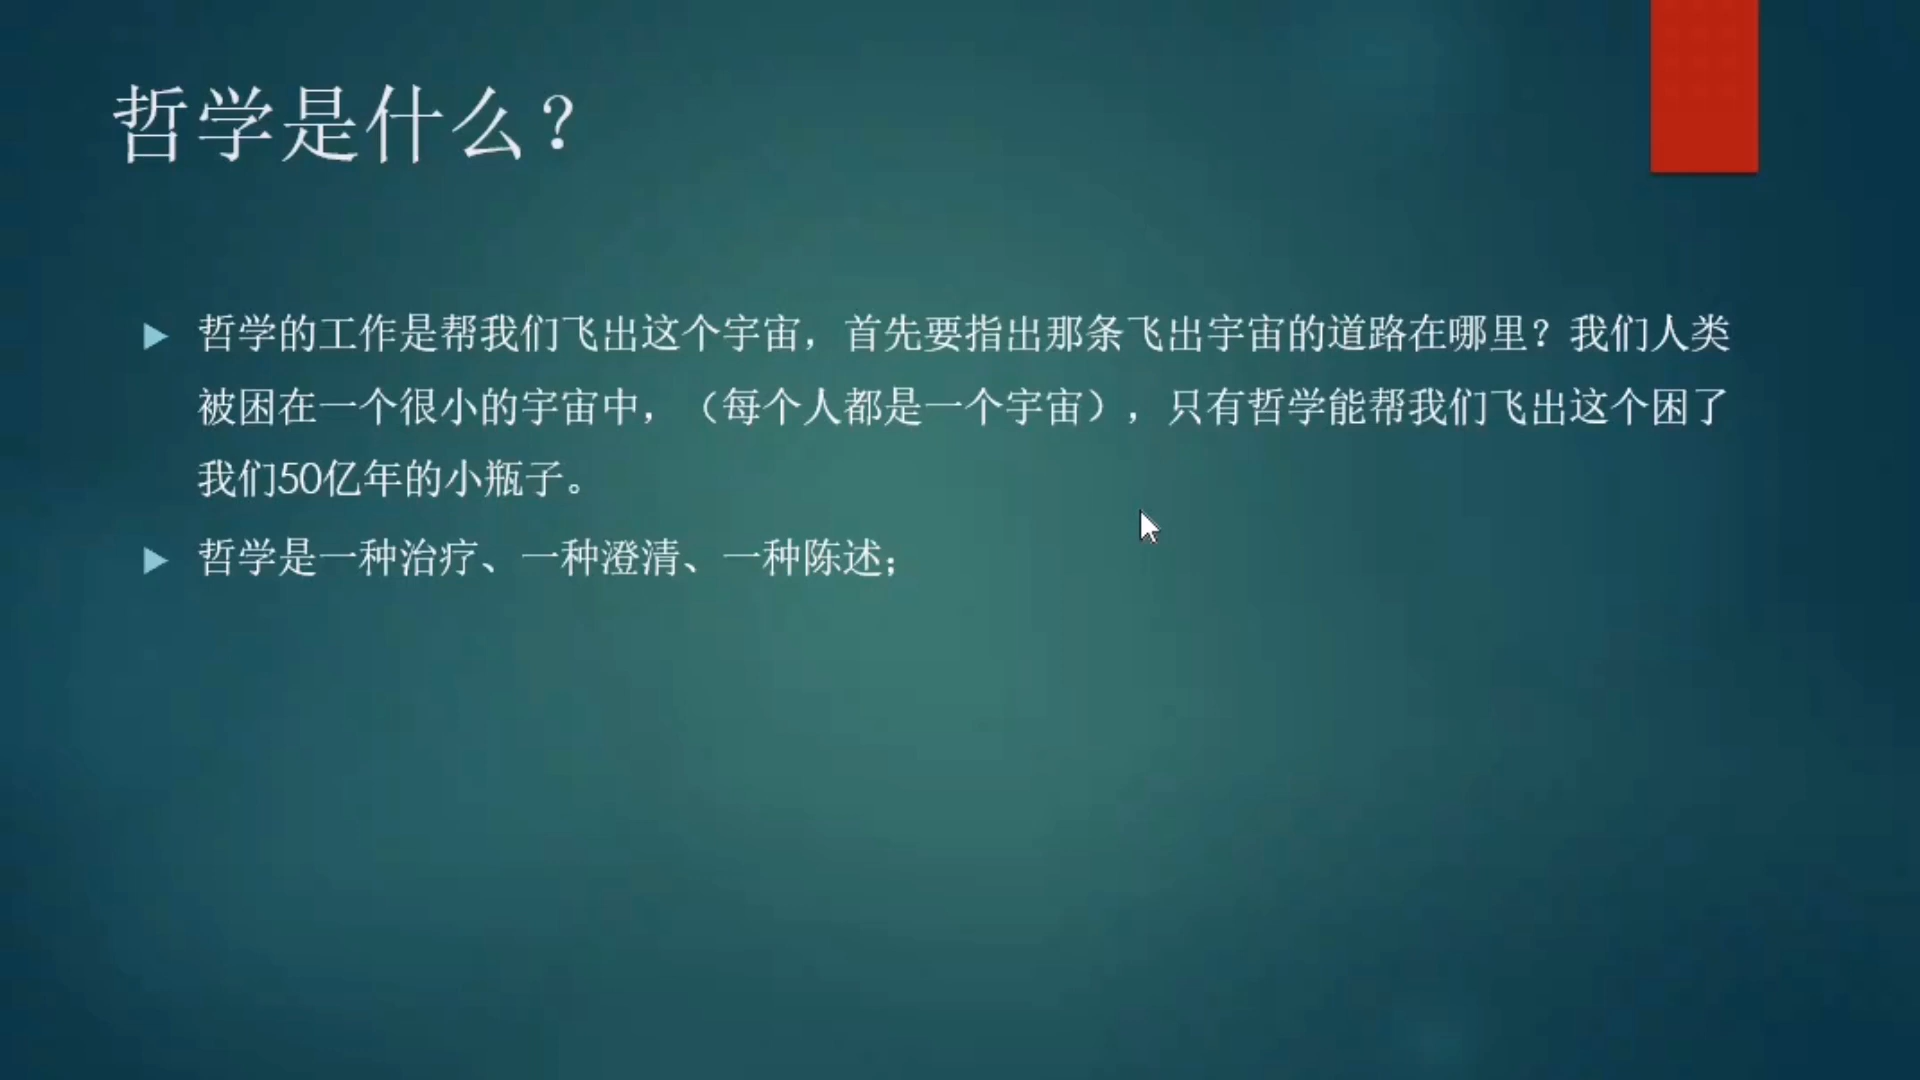 哲学是什么？
哲学的工作是帮我们飞出这个宇宙，首先要指出那条飞出宇宙的道路在哪里？我们人类
被困在一个很小的宇宙中，（每个人都是一个宇宙），只有哲学能帮我们飞出这个困了
我们50亿年的小瓶子。
哲学是一种治疗、一种澄清、一种陈述；